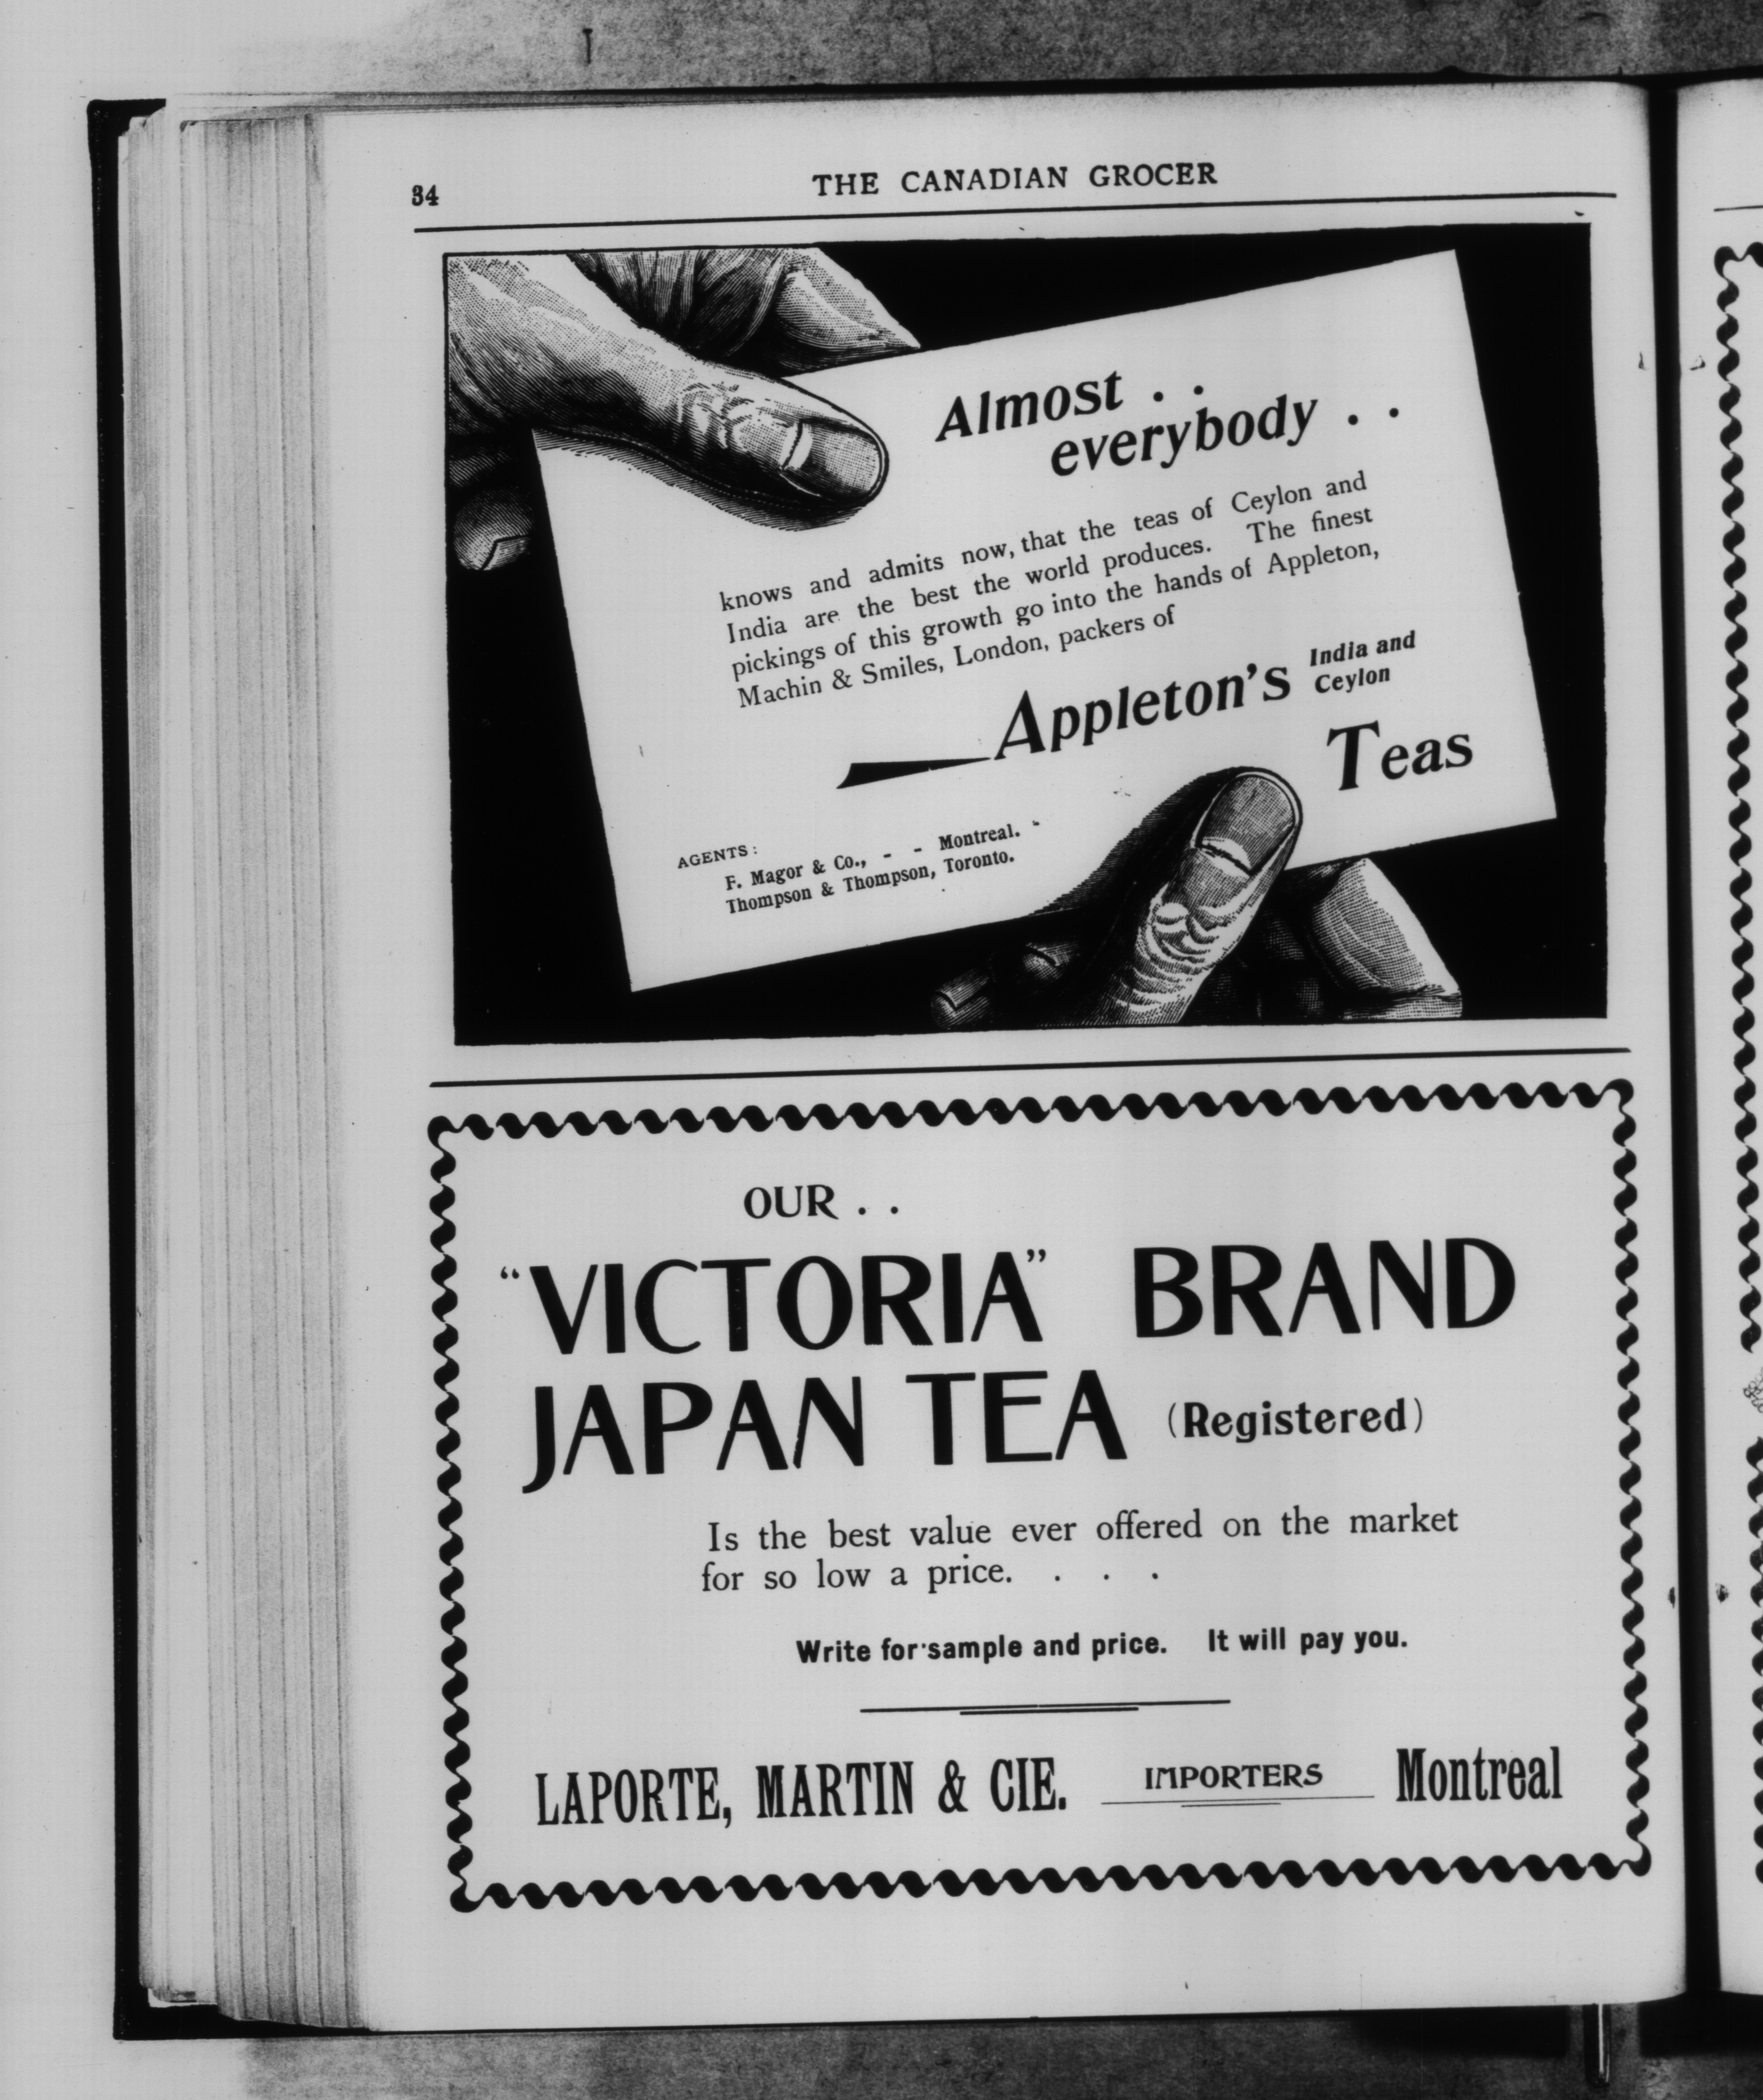 34
THE CANADIAN GROCER
Almost . .
everybody . .
knows and admits now, that the teas of Ceylon and
India are the best the world produces. The finest
pickings of this growth go into the hands of Appleton,
Machin & Smiles, London, packers of
Appleton's India and
Ceylon
Teas
AGENTS:
F. Magor & Co., - - Montreal.
Thompson & Thompson, Toronto.
OUR . .
"VICTORIA" BRAND
JAPAN TEA (Registered)
Is the best value ever offered on the market
for so low a price. . . .
Write for sample and price. It will pay you.
LAPORTE, MARTIN & CIE. IMPORTERS Montreal